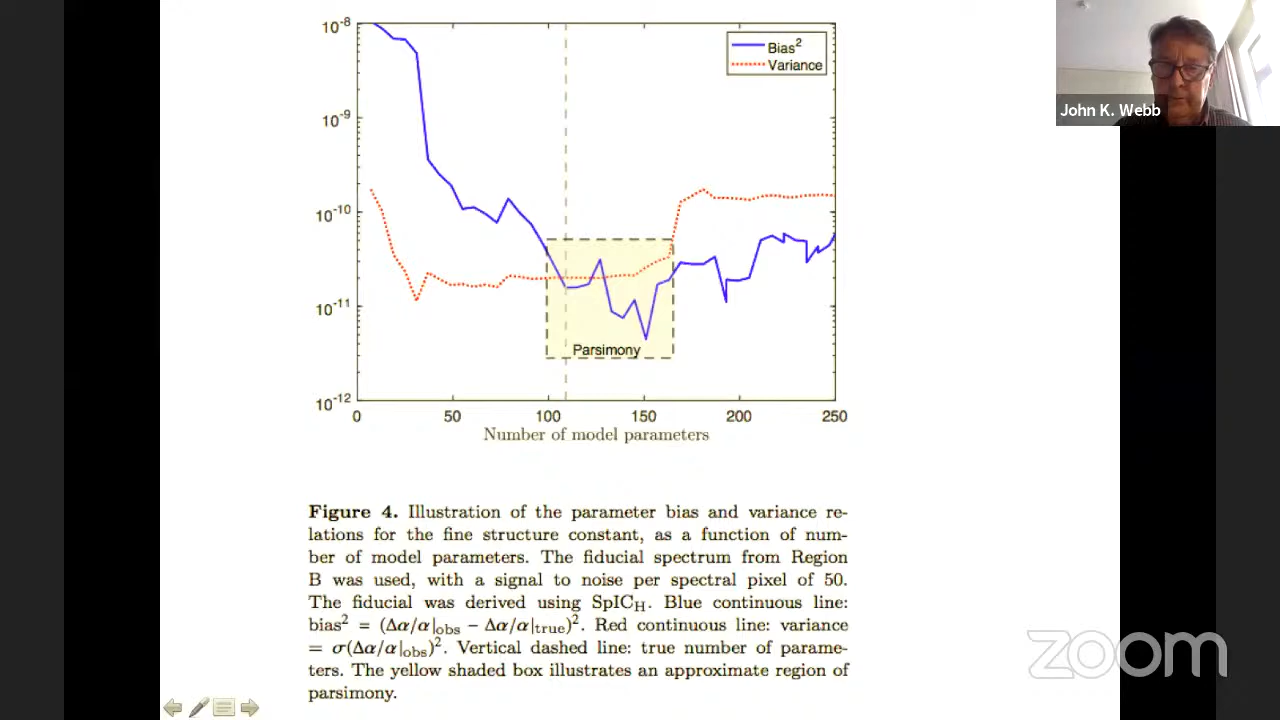 10-8
Bias2
Variance
John K. Webb
10-9
10-10
10-11
Parsimony
10-12
0 50 100 150 200 250
Number of model parameters
Figure 4. Illustration of the parameter bias and variance re-
lations for the fine structure constant, as a function of num-
ber of model parameters. The fiducial spectrum from Region
B was used, with a signal to noise per spectral pixel of 50.
The fiducial was derived using SpICH. Blue continuous line:
bias2 = (Δα/α|obs − Δα/α|true)2. Red continuous line: variance
= σ(Δα/α|obs)2. Vertical dashed line: true number of parame-
ters. The yellow shaded box illustrates an approximate region of
parsimony.
zoom